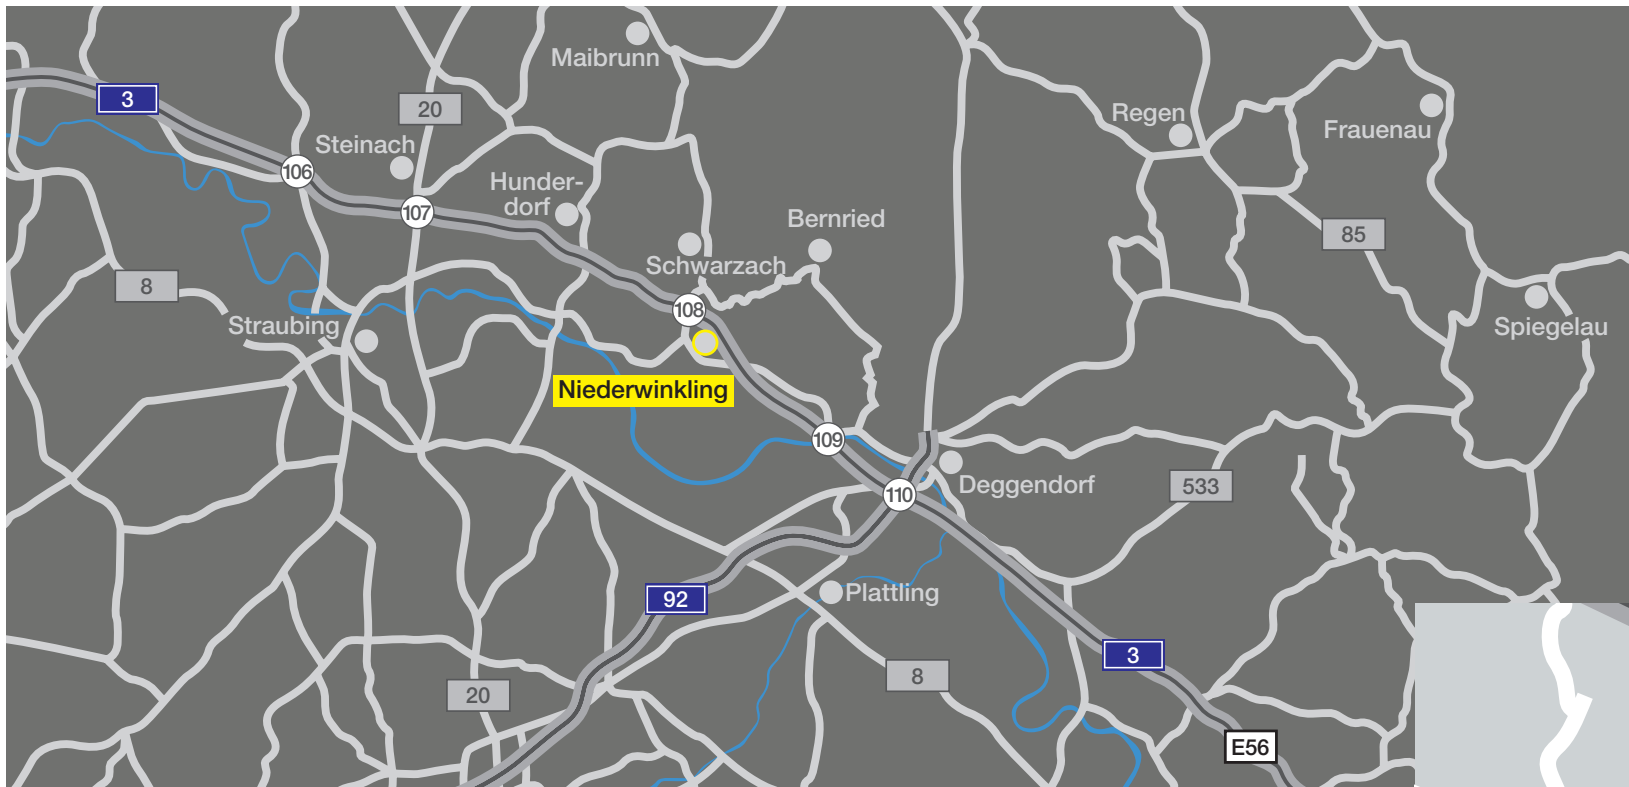 Maibrunn
3
20
Regen
Frauenau
Steinach
106
Hunder-
dorf
107
Bernried
85
Schwarzach
8
108
Straubing
Spiegelau
Niederwinkling
109
Deggendorf
533
110
92
Plattling
3
8
20
E56